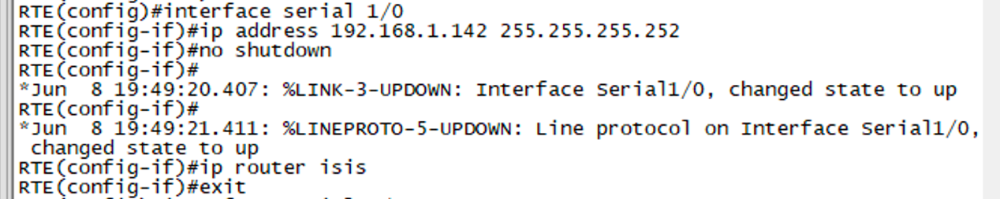 RTE(config)#interface serial 1/0
RTE(config-if)#ip address 192.168.1.142 255.255.255.252
RTE(config-if)#no shutdown
RTE(config-if)#
*Jun  8 19:49:20.407: %LINK-3-UPDOWN: Interface Serial1/0, changed state to up
RTE(config-if)#
*Jun  8 19:49:21.411: %LINEPROTO-5-UPDOWN: Line protocol on Interface Serial1/0,
 changed state to up
RTE(config-if)#ip router isis
RTE(config-if)#exit